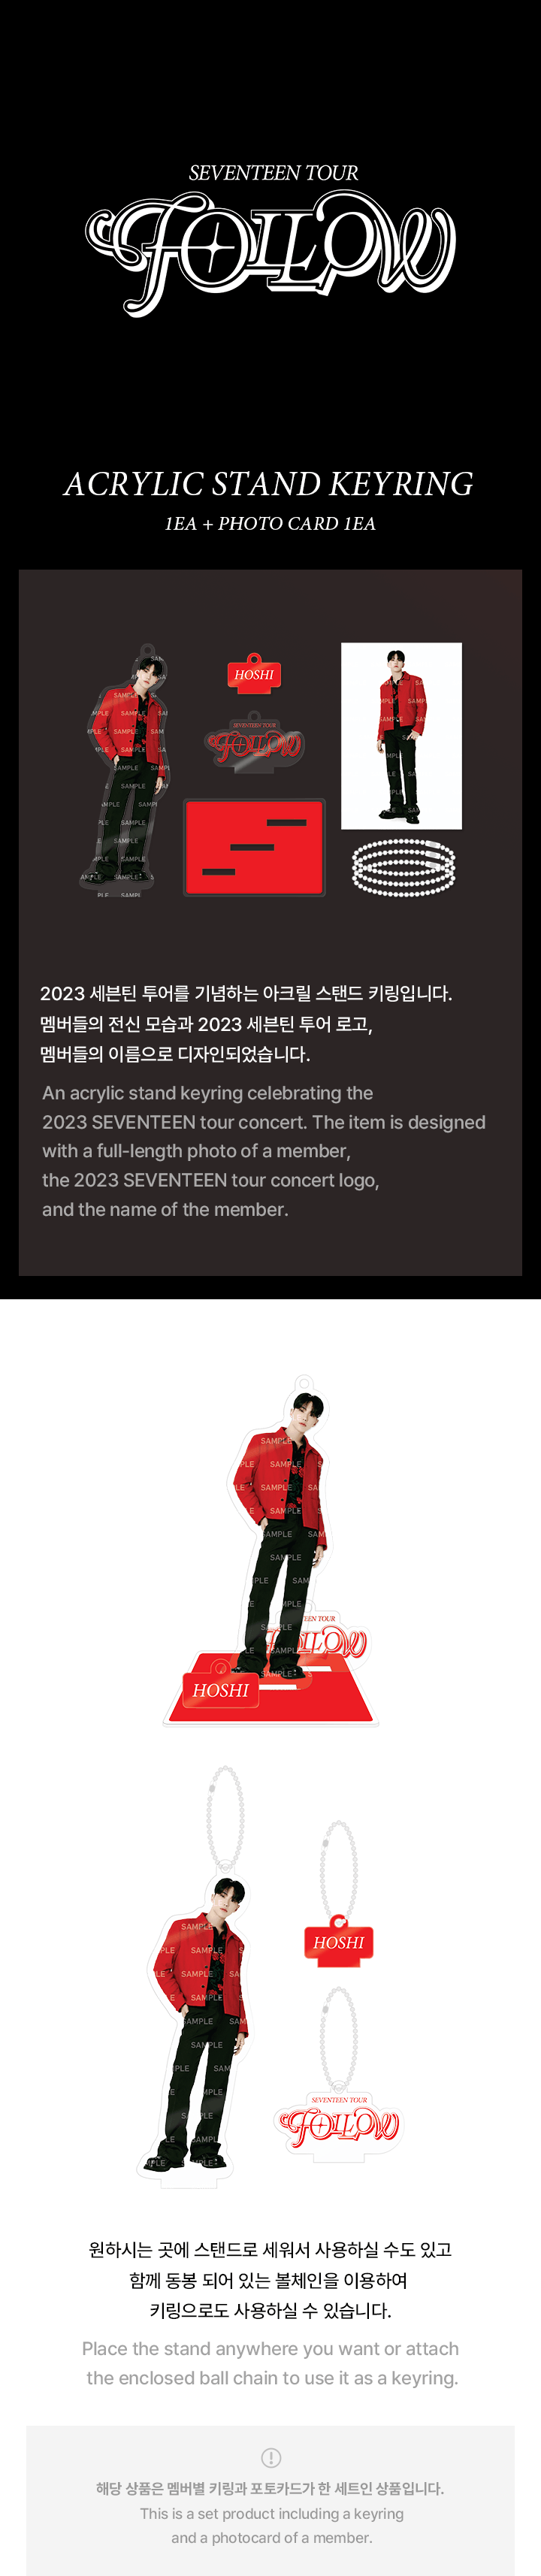 SEVENTEEN TOUR
FOLLOW
ACRYLIC STAND KEYRING
1EA + PHOTO CARD 1EA
HOSHI
SEVENTEEN TOUR
FOLLOW
SAMPLE
2023 세븐틴 투어를 기념하는 아크릴 스탠드 키링입니다.
멤버들의 전신 모습과 2023 세븐틴 투어 로고,
멤버들의 이름으로 디자인되었습니다.
An acrylic stand keyring celebrating the
2023 SEVENTEEN tour concert. The item is designed
with a full-length photo of a member,
the 2023 SEVENTEEN tour concert logo,
and the name of the member.
SAMPLE
HOSHI
SAMPLE
HOSHI
SEVENTEEN TOUR
FOLLOW
원하시는 곳에 스탠드로 세워서 사용하실 수도 있고
함께 동봉 되어 있는 볼체인을 이용하여
키링으로도 사용하실 수 있습니다.
Place the stand anywhere you want or attach
the enclosed ball chain to use it as a keyring.
해당 상품은 멤버별 키링과 포토카드가 한 세트인 상품입니다.
This is a set product including a keyring
and a photocard of a member.